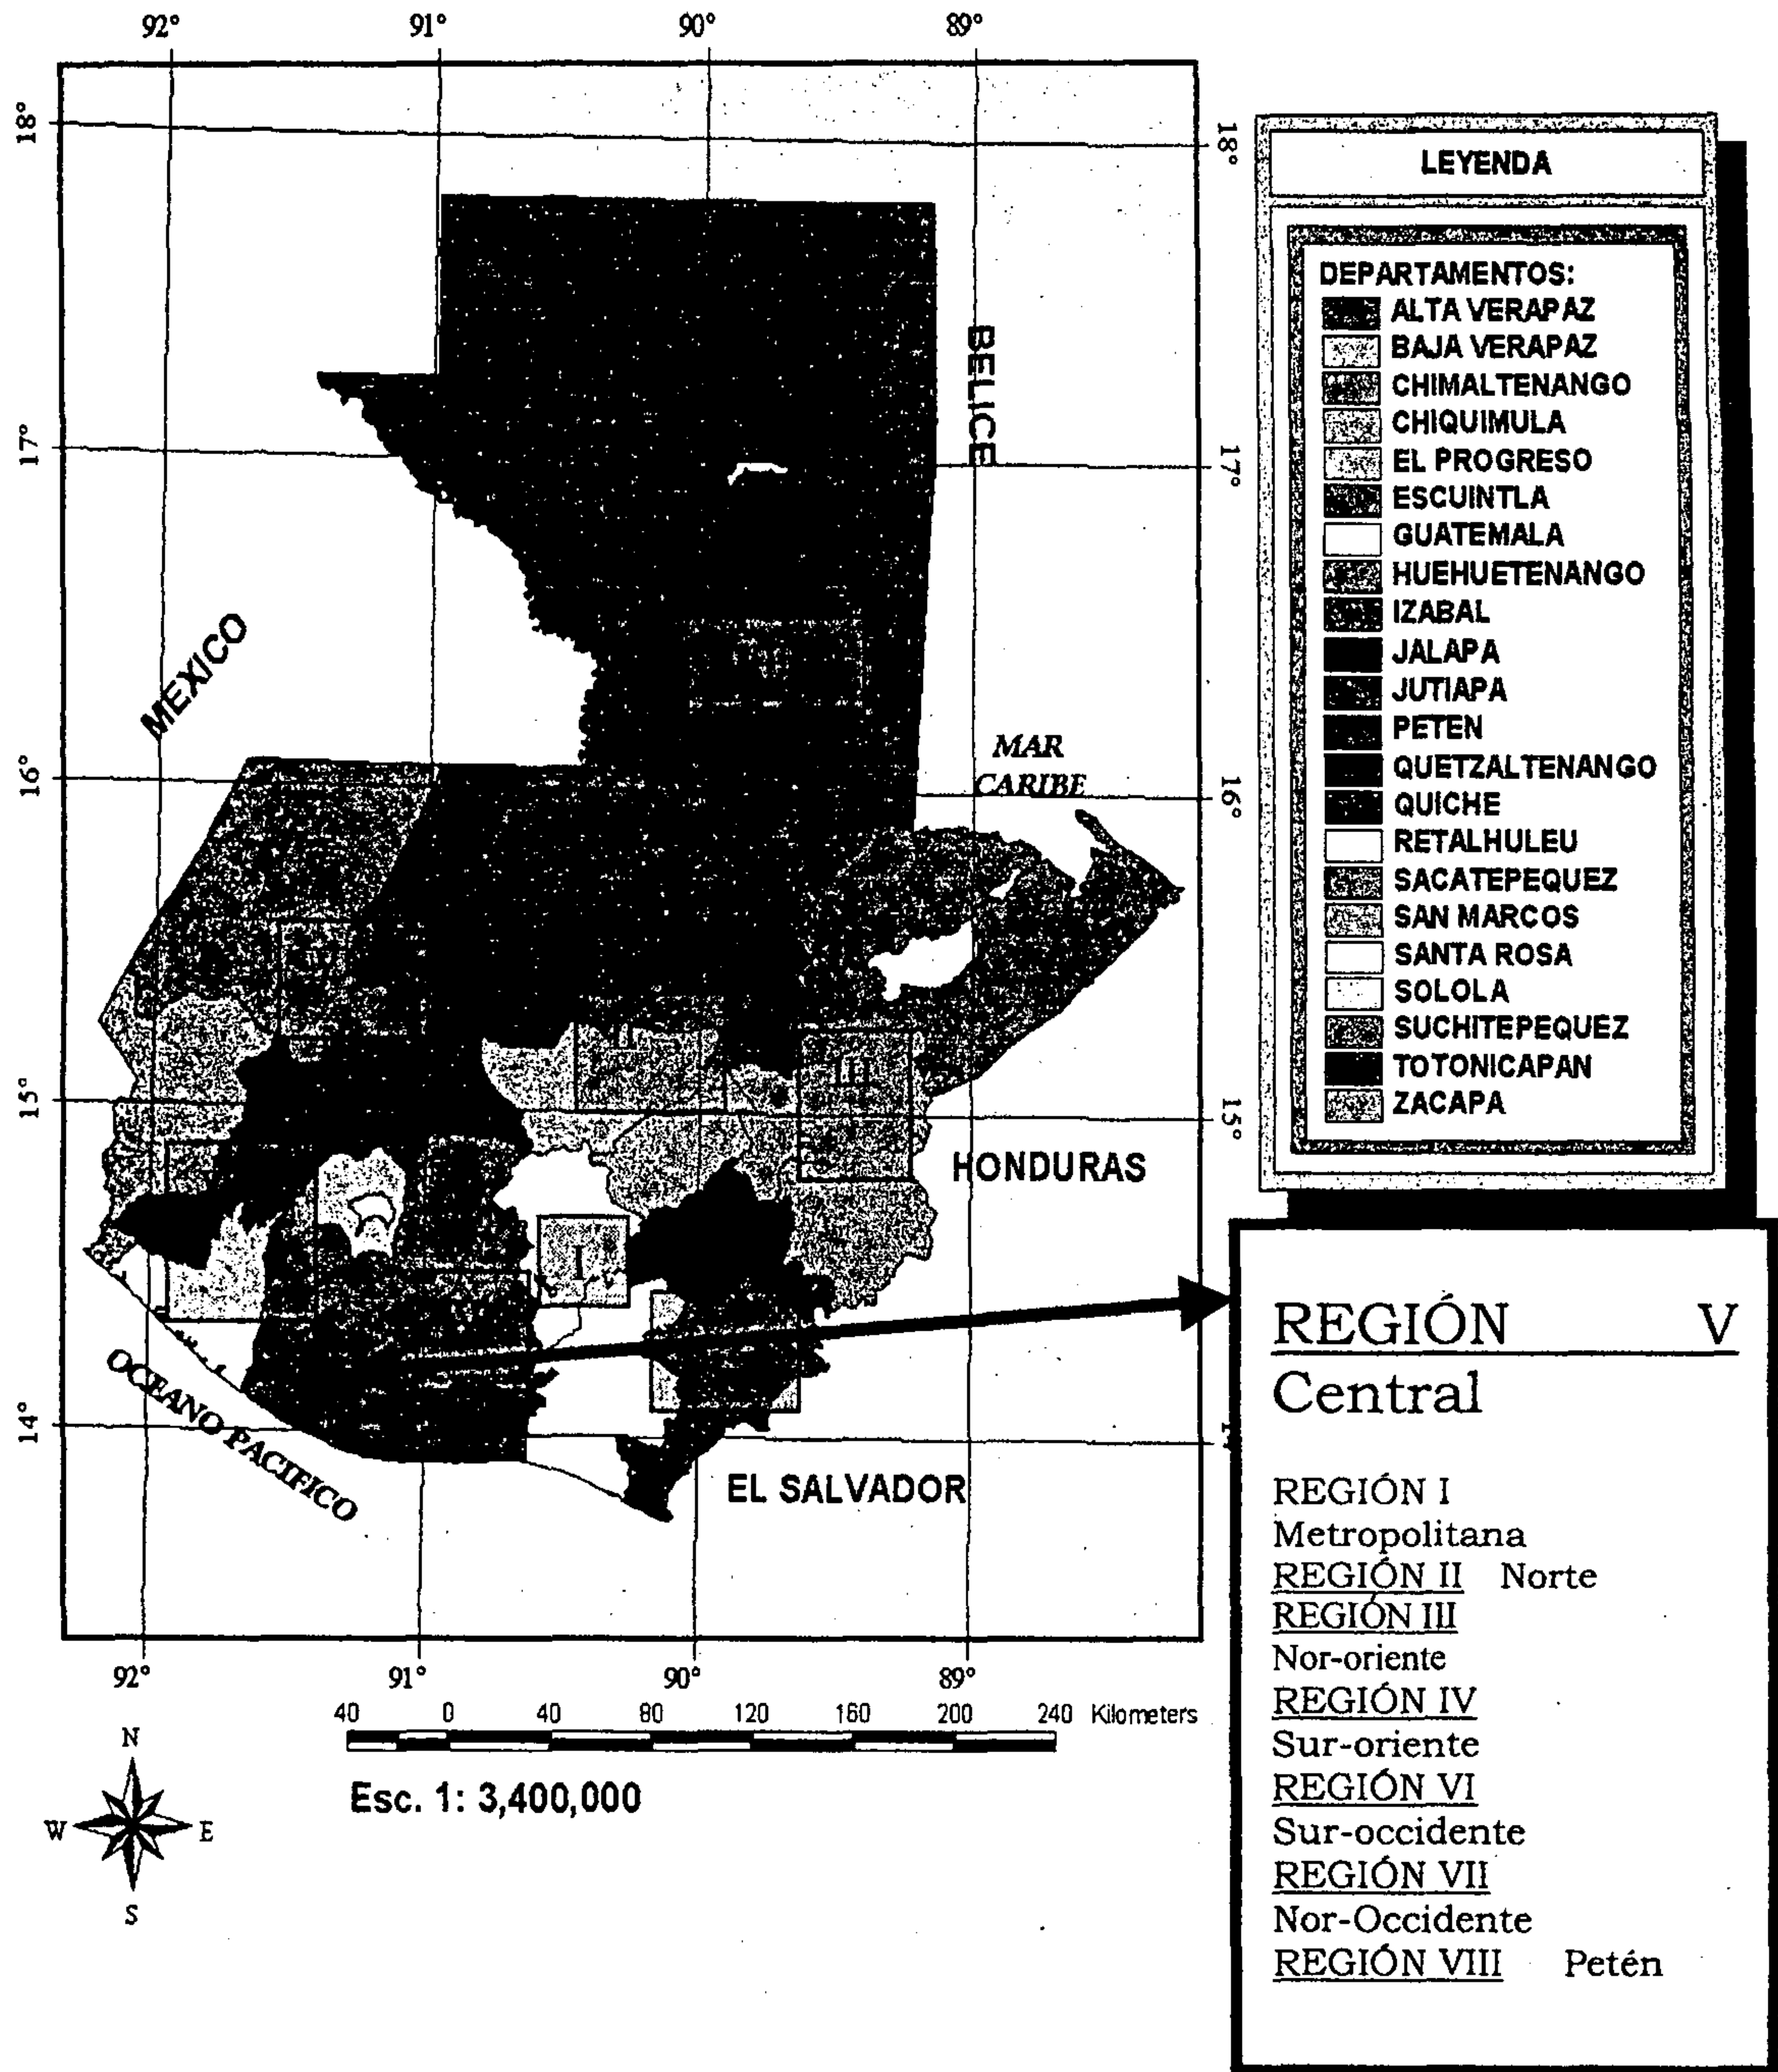 92° 91° 90° 89°
18° 18°
LEYENDA
DEPARTAMENTOS:
ALTA VERAPAZ
BAJA VERAPAZ
CHIMALTENANGO
CHIQUIMULA
EL PROGRESO
ESCUINTLA
GUATEMALA
HUEHUETENANGO
IZABAL
JALAPA
JUTIAPA
PETEN
QUETZALTENANGO
QUICHE
RETALHULEU
SACATEPEQUEZ
SAN MARCOS
SANTA ROSA
SOLOLA
SUCHITEPEQUEZ
TOTONICAPAN
ZACAPA
BELICE
17° 17°
MEXICO
MAR
CARIBE
16° 16°
II
III
15° 15°
HONDURAS
I
OCEANO PACIFICO
14°
EL SALVADOR
92° 91° 90° 89°
40 0 40 80 120 160 200 240 Kilometers
Esc. 1: 3,400,000
N
W E
S
REGIÓN V
Central
REGIÓN I
Metropolitana
REGIÓN II Norte
REGIÓN III
Nor-oriente
REGIÓN IV
Sur-oriente
REGIÓN VI
Sur-occidente
REGIÓN VII
Nor-Occidente
REGIÓN VIII Petén